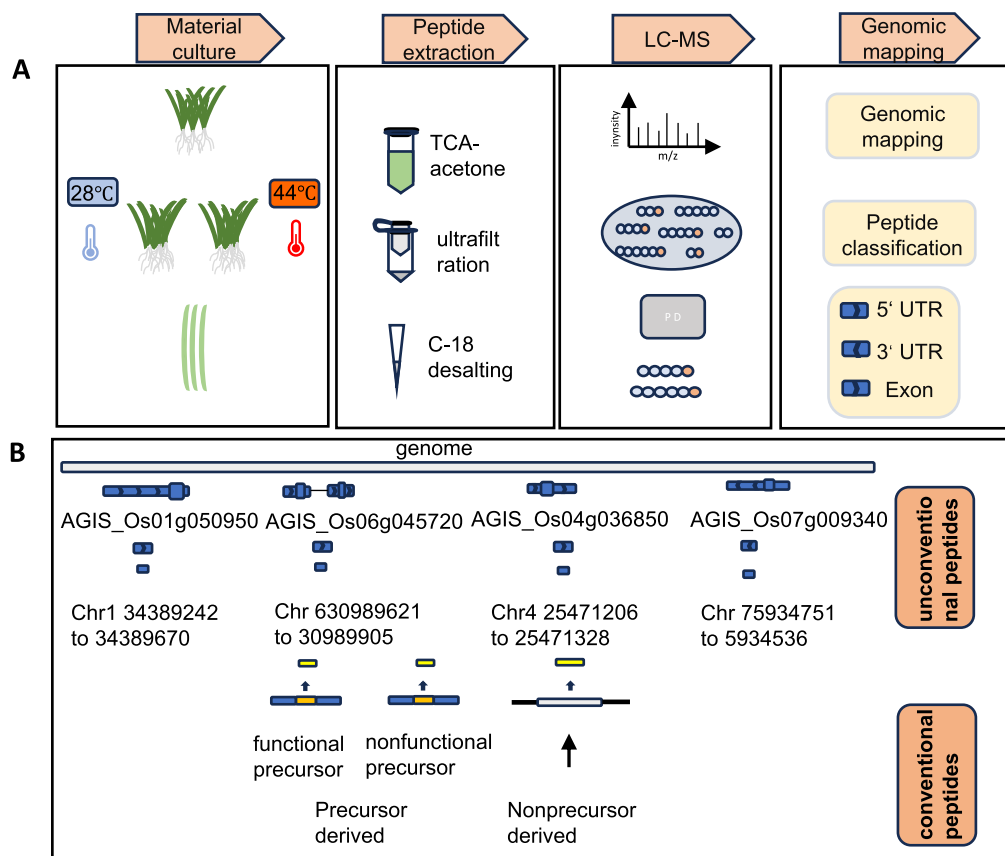 Material
culture
Peptide
extraction
LC-MS
Genomic
mapping
A
28℃
44℃
TCA-
acetone
ultrafilt
ration
C-18
desalting
inynsity
m/z
P D
Genomic
mapping
Peptide
classification
5‘ UTR
3‘ UTR
Exon
B
genome
AGIS_Os01g050950
AGIS_Os06g045720
AGIS_Os04g036850
AGIS_Os07g009340
Chr1 34389242
to 34389670
Chr 630989621
to 30989905
Chr4 25471206
to 25471328
Chr 75934751
to 5934536
unconventio
nal peptides
functional
precursor
nonfunctional
precursor
Precursor
derived
Nonprecursor
derived
conventional
peptides